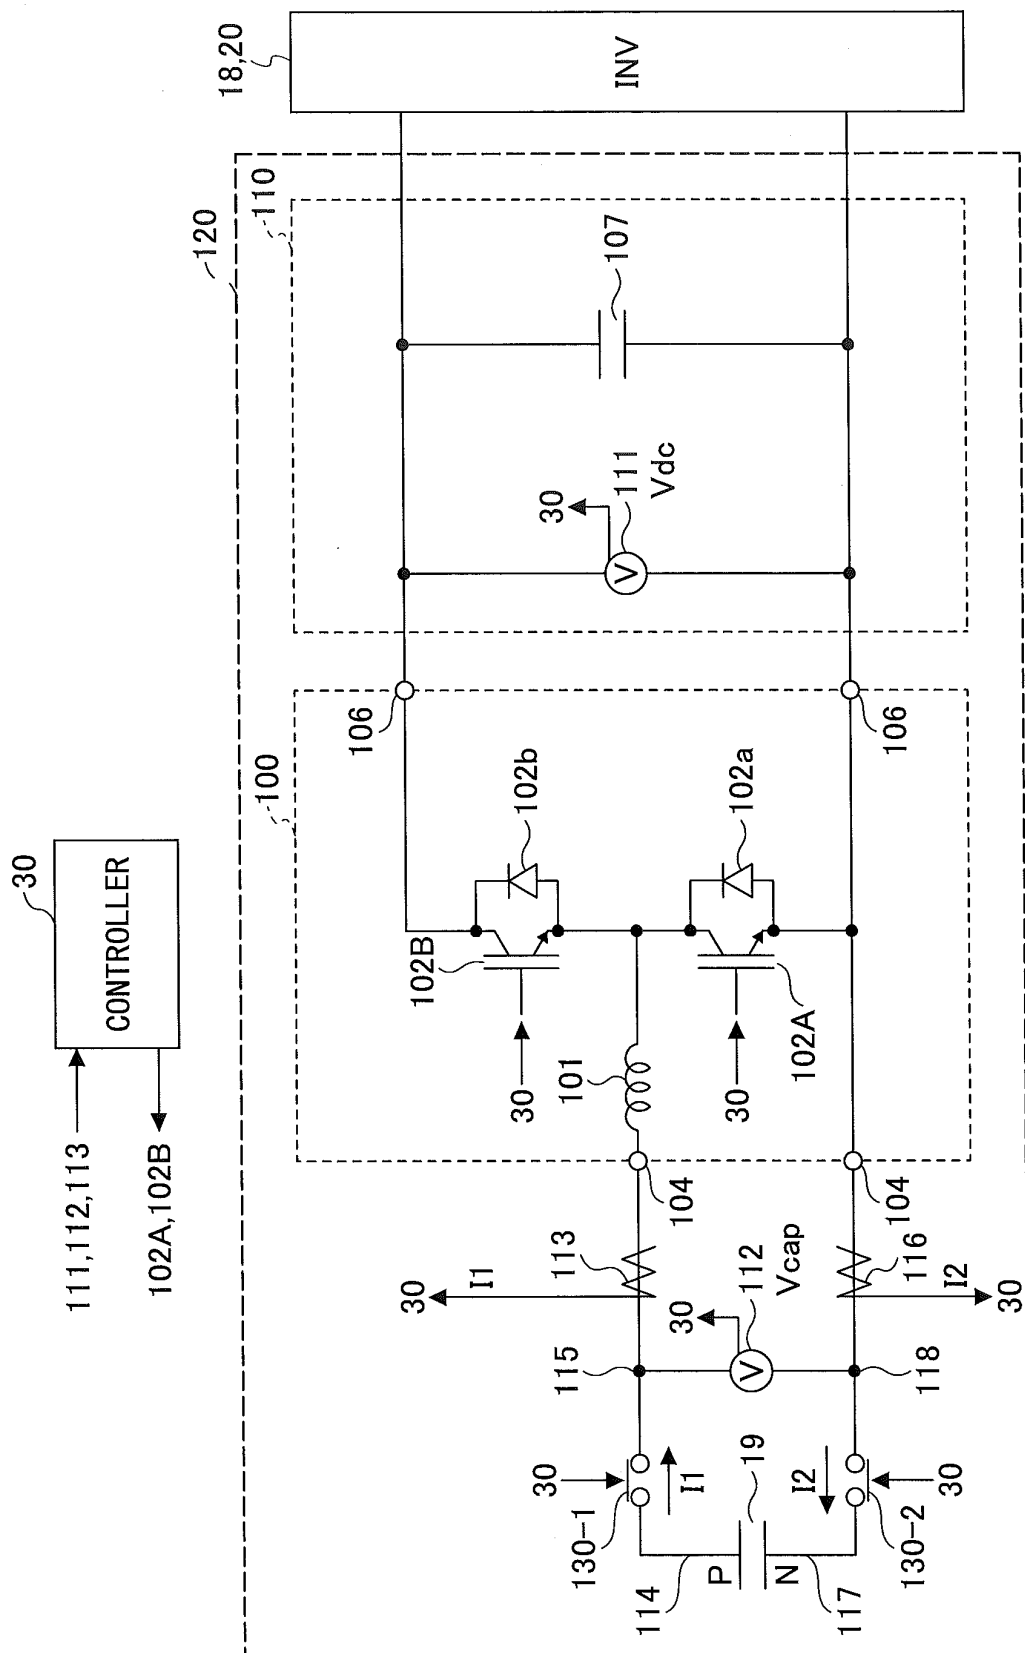 30
CONTROLLER
111,112,113
102A,102B
18,20
INV
120
110
107
30
111
Vdc
V
100
106
106
102b
102B
102a
102A
30
30
101
104
104
113
I1
30
112
Vcap
30
V
116
I2
30
115
118
30
130-1
I1
19
I2
30
130-2
114
P
N
117